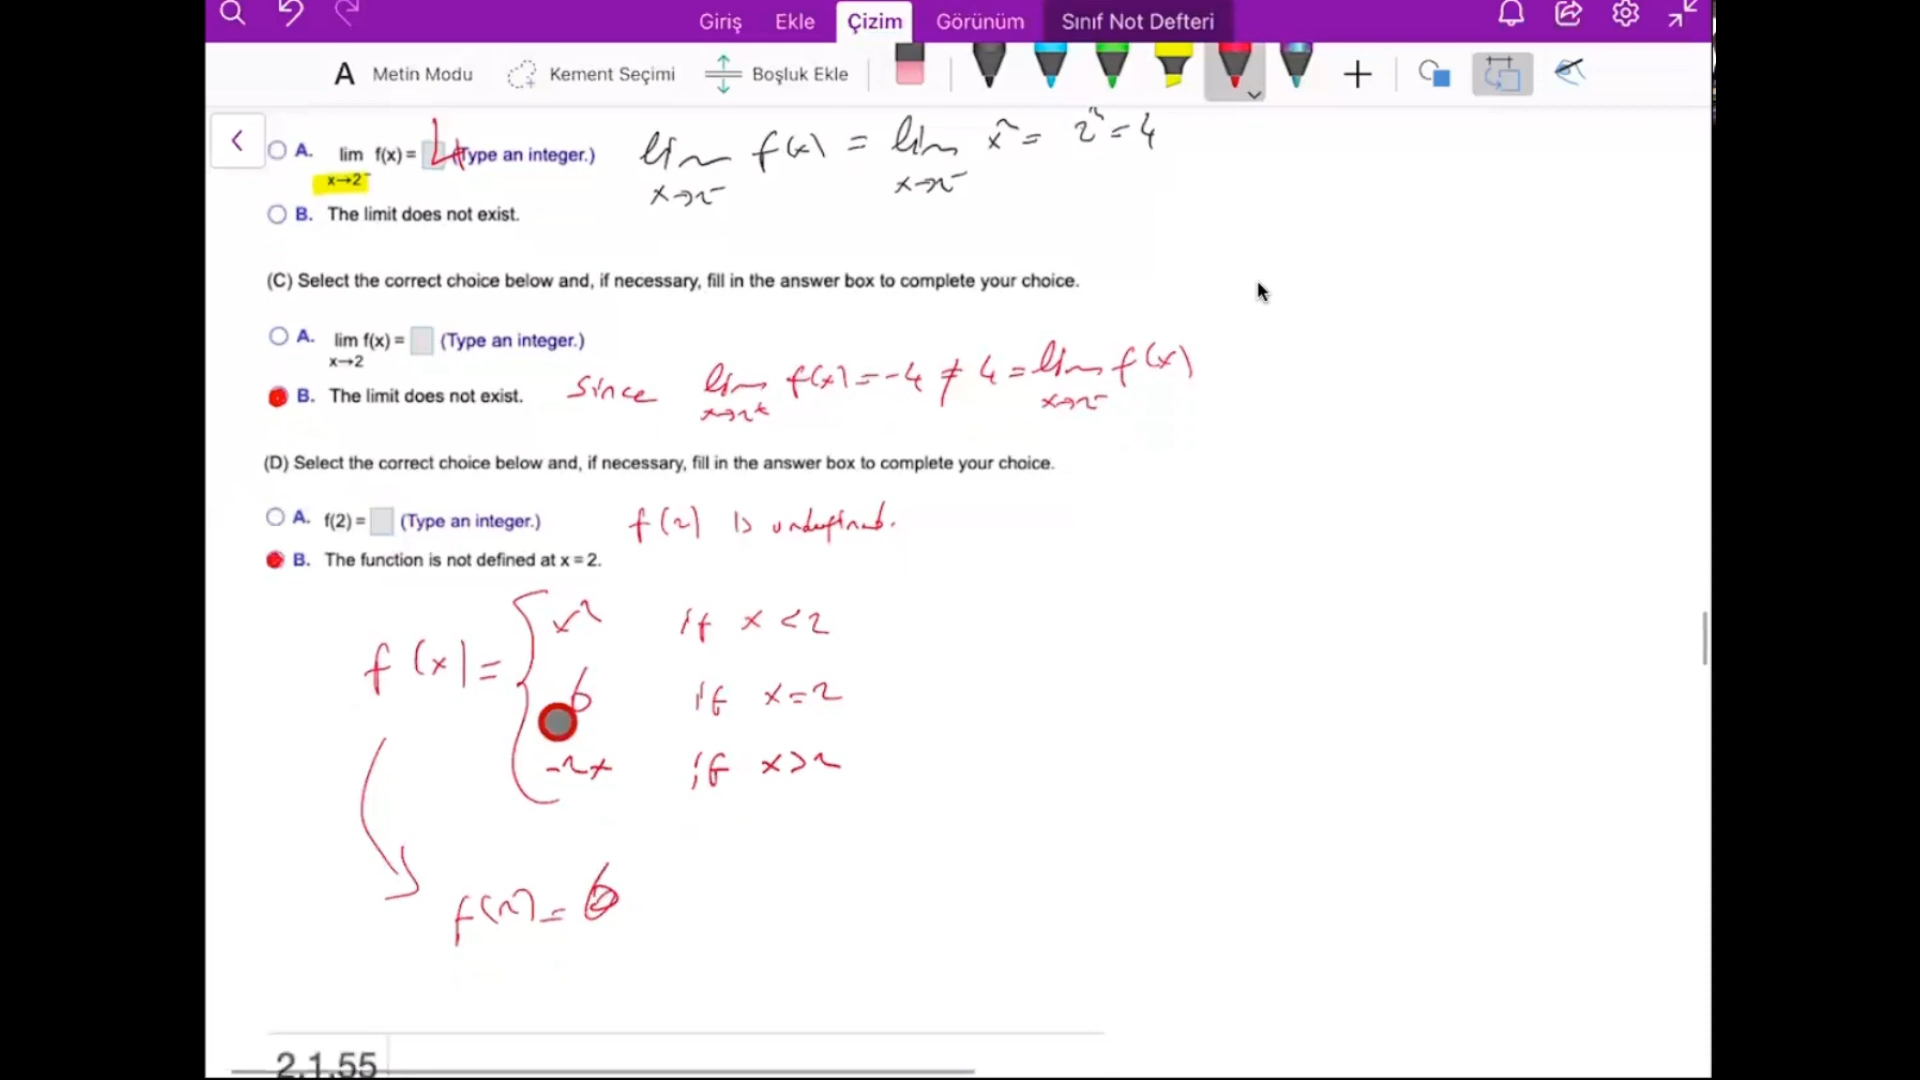 Giriş Ekle Çizim Görünüm Sınıf Not Defteri
A Metin Modu Kement Seçimi Boşluk Ekle
A. lim f(x) = 4 (Type an integer.) lim f(x) = lim x² = 2² = 4
x→2⁻ x→2⁻ x→2⁻
B. The limit does not exist.
(C) Select the correct choice below and, if necessary, fill in the answer box to complete your choice.
A. lim f(x) = (Type an integer.)
x→2
B. The limit does not exist. Since lim f(x) = -4 ≠ 4 = lim f(x)
x→2⁺ x→2⁻
(D) Select the correct choice below and, if necessary, fill in the answer box to complete your choice.
A. f(2) = (Type an integer.) f(2) is undefined.
B. The function is not defined at x = 2.
x² if x < 2
f(x) =
6 if x = 2
-2x if x > 2
f(2) = 6
2.1.55